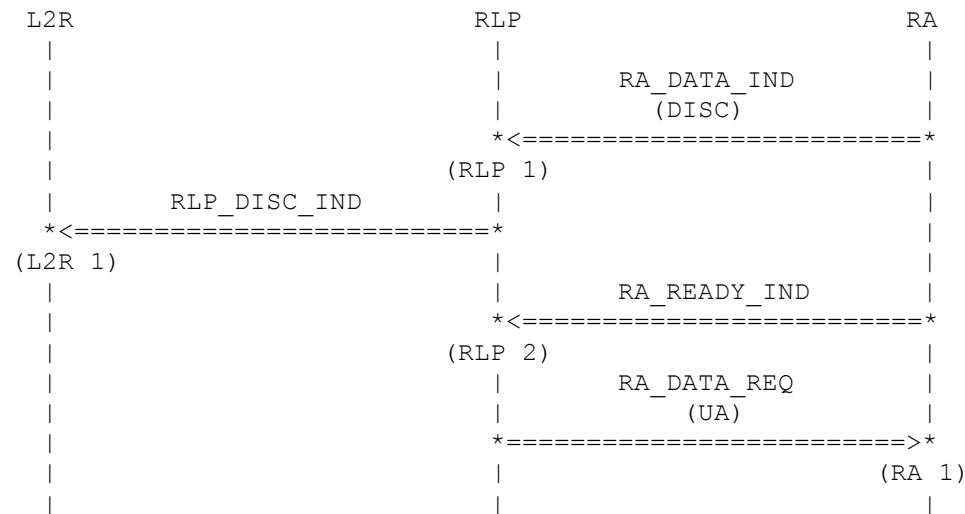 L2R RLP RA
RA_DATA_IND
(DISC)
*<=========================*
(RLP 1)
RLP_DISC_IND
*<==========================*
(L2R 1)
RA_READY_IND
*<=========================*
(RLP 2)
RA_DATA_REQ
(UA)
*=========================>*
(RA 1)